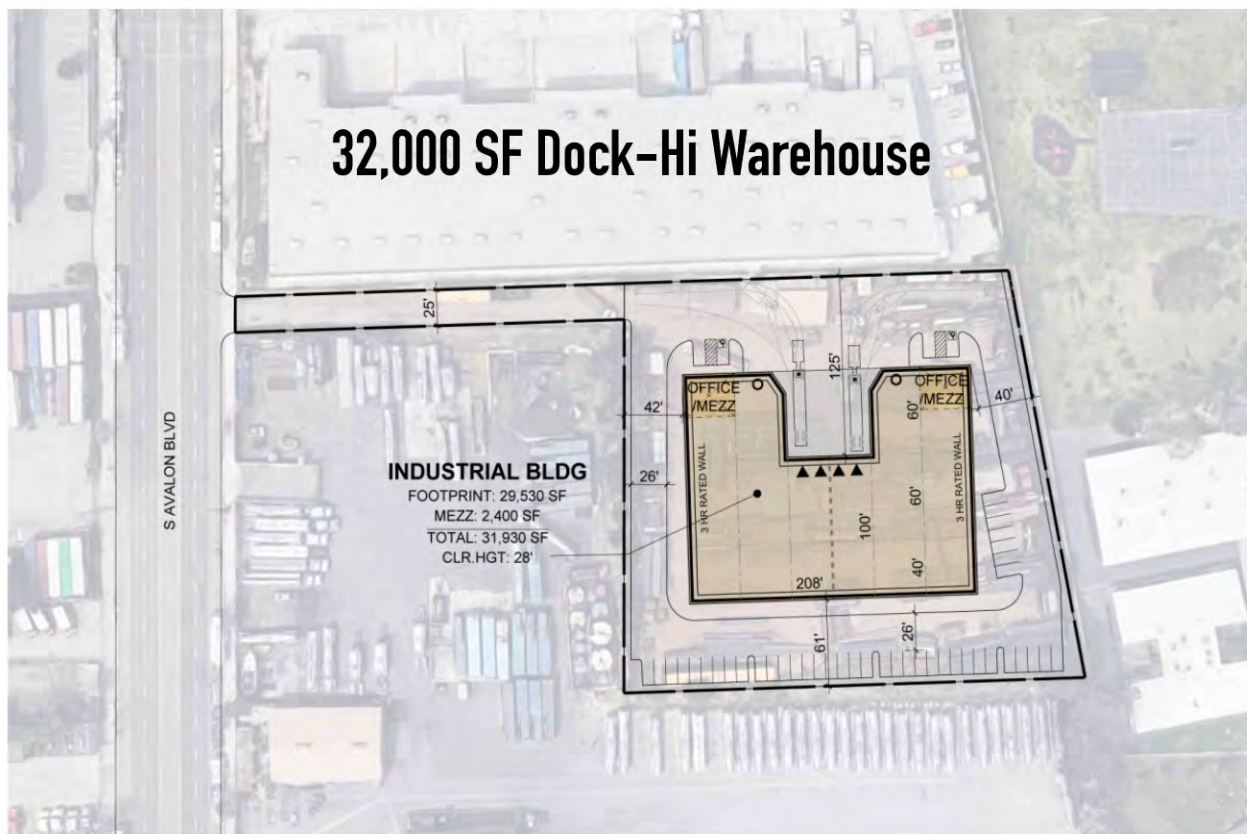 32,000 SF Dock-Hi Warehouse
25'
125'
OFFICE
/MEZZ
OFFICE
/MEZZ
42'
60'
40'
S AVALON BLVD
INDUSTRIAL BLDG
FOOTPRINT: 29,530 SF
MEZZ: 2,400 SF
TOTAL: 31,930 SF
CLR.HGT: 28'
26'
3 HR RATED WALL
60'
100'
3 HR RATED WALL
40'
208'
61'
26'